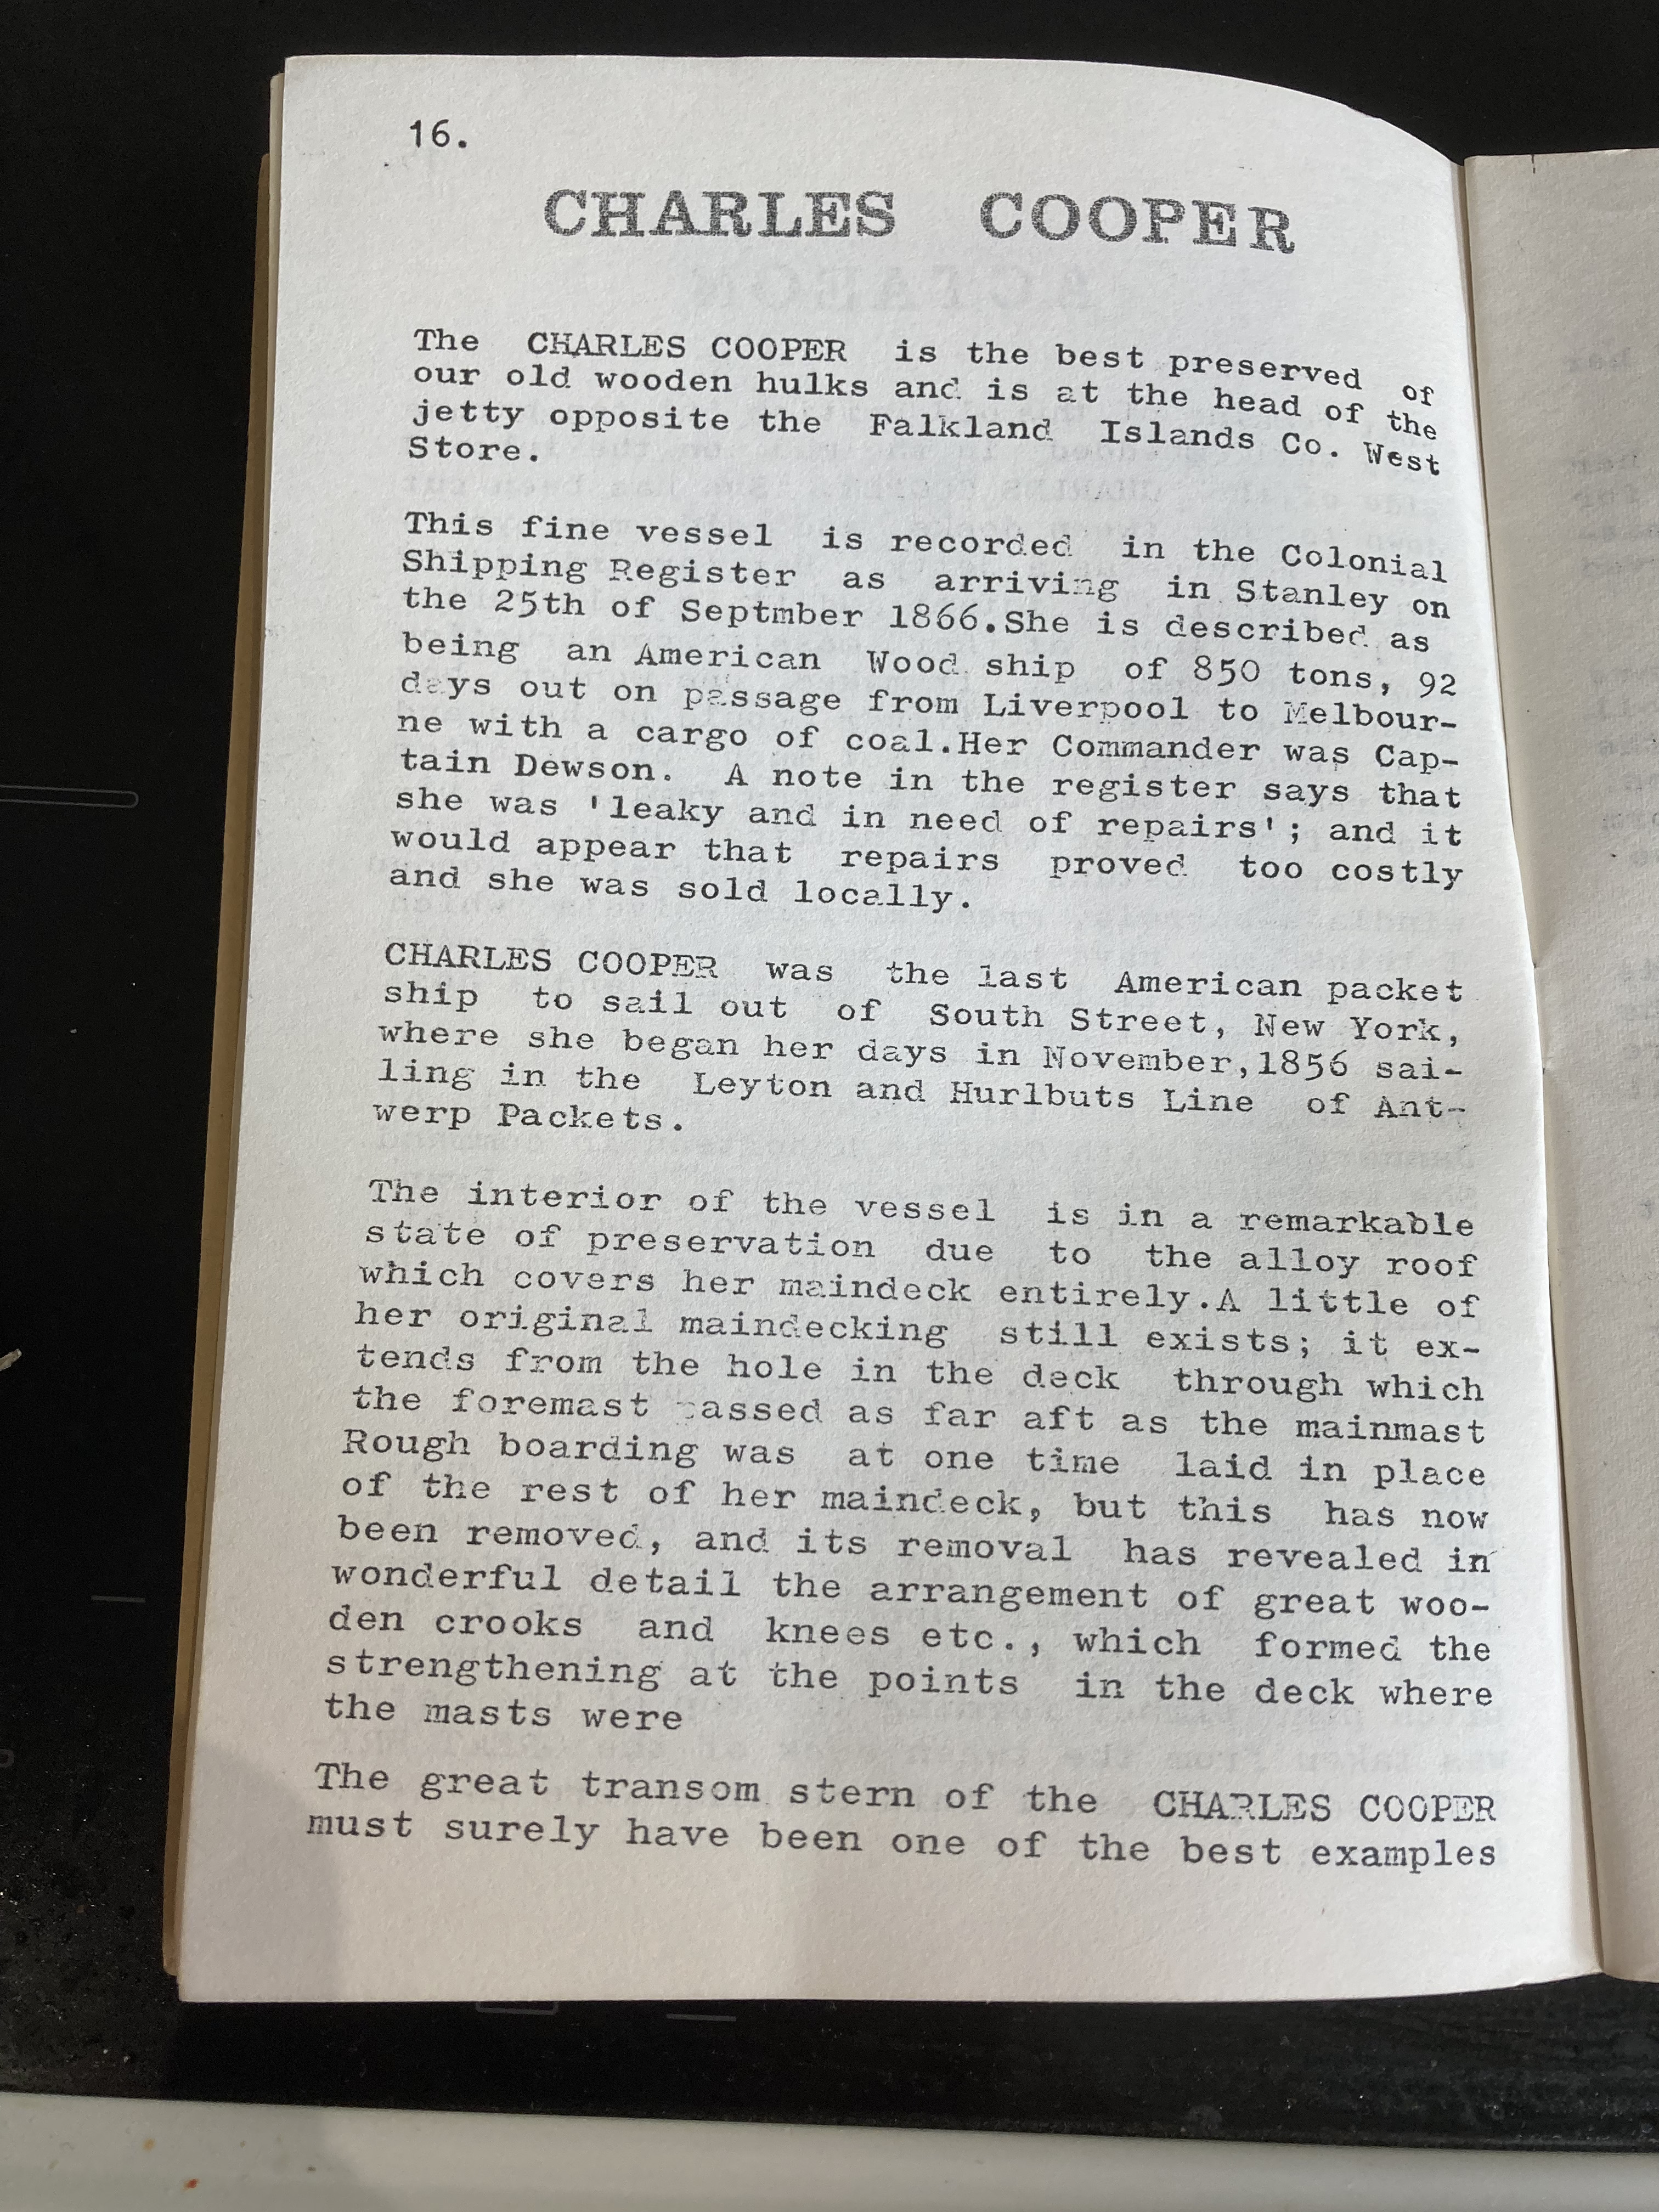 16.
CHARLES COOPER
The CHARLES COOPER is the best preserved of
our old wooden hulks and is at the head of the
jetty opposite the Falkland Islands Co. West
Store.
This fine vessel is recorded in the Colonial
Shipping Register as arriving in Stanley on
the 25th of Septmber 1866.She is described as
being an American Wood ship of 850 tons, 92
days out on passage from Liverpool to Melbour-
ne with a cargo of coal.Her Commander was Cap-
tain Dewson. A note in the register says that
she was 'leaky and in need of repairs'; and it
would appear that repairs proved too costly
and she was sold locally.
CHARLES COOPER was the last American packet
ship to sail out of South Street, New York,
where she began her days in November,1856 sai-
ling in the Leyton and Hurlbuts Line of Ant-
werp Packets.
The interior of the vessel is in a remarkable
state of preservation due to the alloy roof
which covers her maindeck entirely.A little of
her original maindecking still exists; it ex-
tends from the hole in the deck through which
the foremast passed as far aft as the mainmast
Rough boarding was at one time laid in place
of the rest of her maindeck, but this has now
been removed, and its removal has revealed in
wonderful detail the arrangement of great woo-
den crooks and knees etc., which formed the
strengthening at the points in the deck where
the masts were
The great transom stern of the CHARLES COOPER
must surely have been one of the best examples